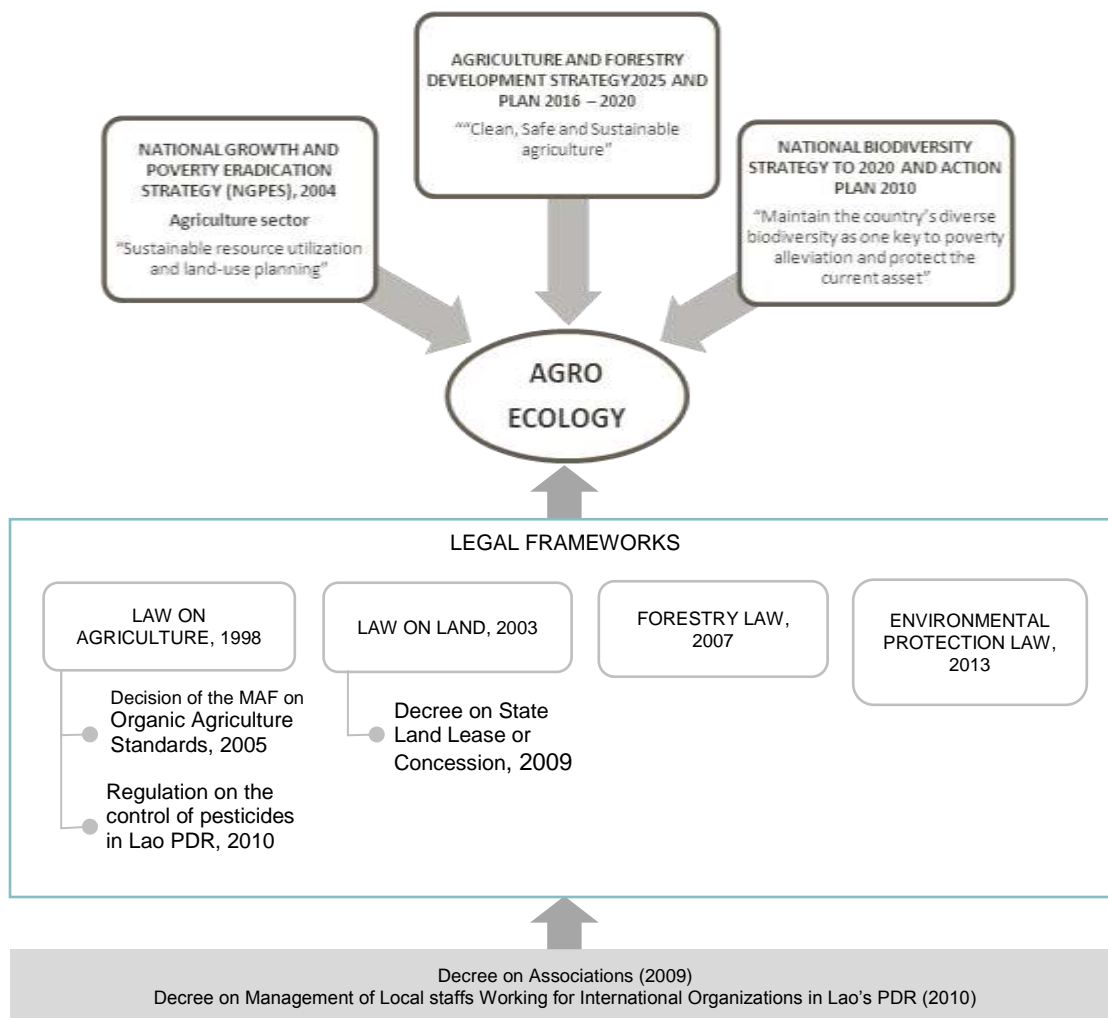 AGRICULTURE AND FORESTRY
DEVELOPMENT STRATEGY2025 AND
PLAN 2016 – 2020
““Clean, Safe and Sustainable
agriculture”
NATIONAL GROWTH AND
POVERTY ERADICATION
STRATEGY (NGPES), 2004
Agriculture sector
“Sustainable resource utilization
and land-use planning”
NATIONAL BIODIVERSITY
STRATEGY TO 2020 AND ACTION
PLAN 2010
“Maintain the country’s diverse
biodiversity as one key to poverty
alleviation and protect the
current asset”
AGRO
ECOLOGY
LEGAL FRAMEWORKS
LAW ON
AGRICULTURE, 1998
Decision of the MAF on
Organic Agriculture
Standards, 2005
Regulation on the
control of pesticides
in Lao PDR, 2010
LAW ON LAND, 2003
Decree on State
Land Lease or
Concession, 2009
FORESTRY LAW,
2007
ENVIRONMENTAL
PROTECTION LAW,
2013
Decree on Associations (2009)
Decree on Management of Local staffs Working for International Organizations in Lao’s PDR (2010)